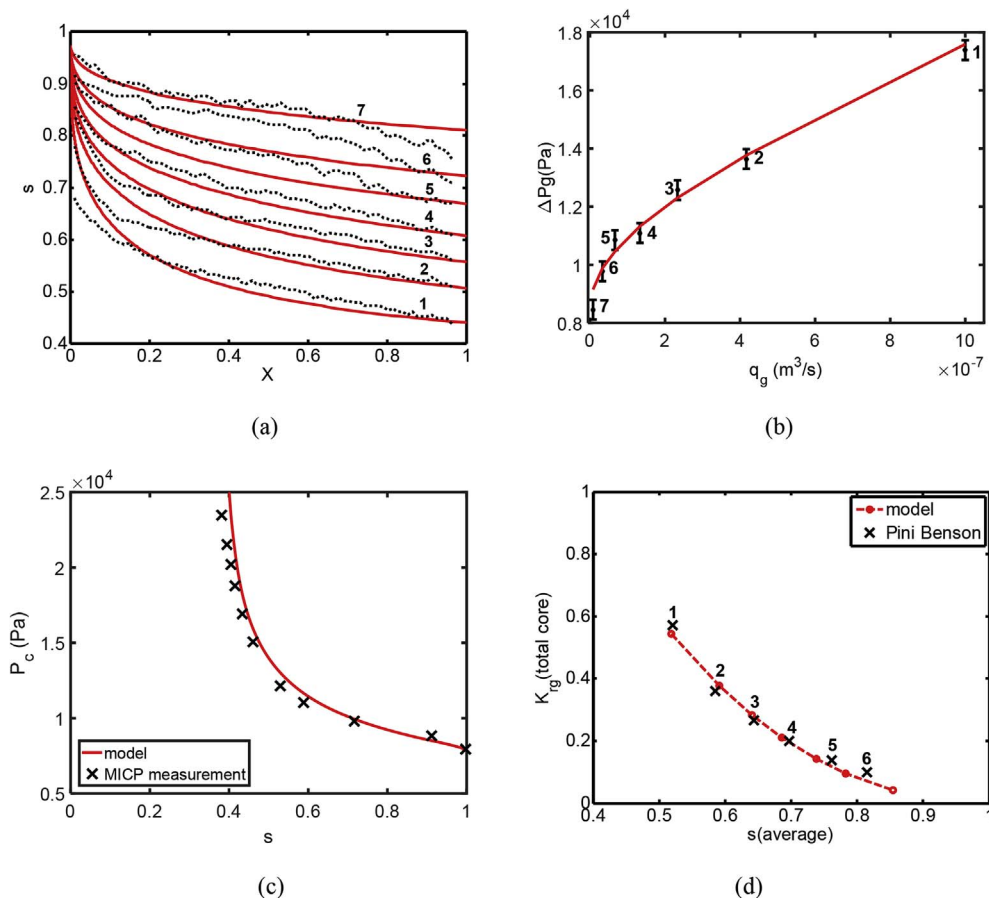 1
0.9
0.8
0.7
0.6
0.5
0.4
s
0 0.2 0.4 0.6 0.8 1
X
7
6
5
4
3
2
1
(a)
×10⁴
1.8
1.6
1.4
1.2
1
0.8
ΔPg(Pa)
0 2 4 6 8 10
q_g (m³/s)
×10⁻⁷
1
2
3
4
5
6
7
(b)
×10⁴
2.5
2
1.5
1
0.5
P_c (Pa)
0 0.2 0.4 0.6 0.8 1
s
model
MICP measurement
(c)
1
0.8
0.6
0.4
0.2
0
K_rg(total core)
0.4 0.5 0.6 0.7 0.8 0.9 1
s(average)
model
Pini Benson
1
2
3
4
5
6
(d)